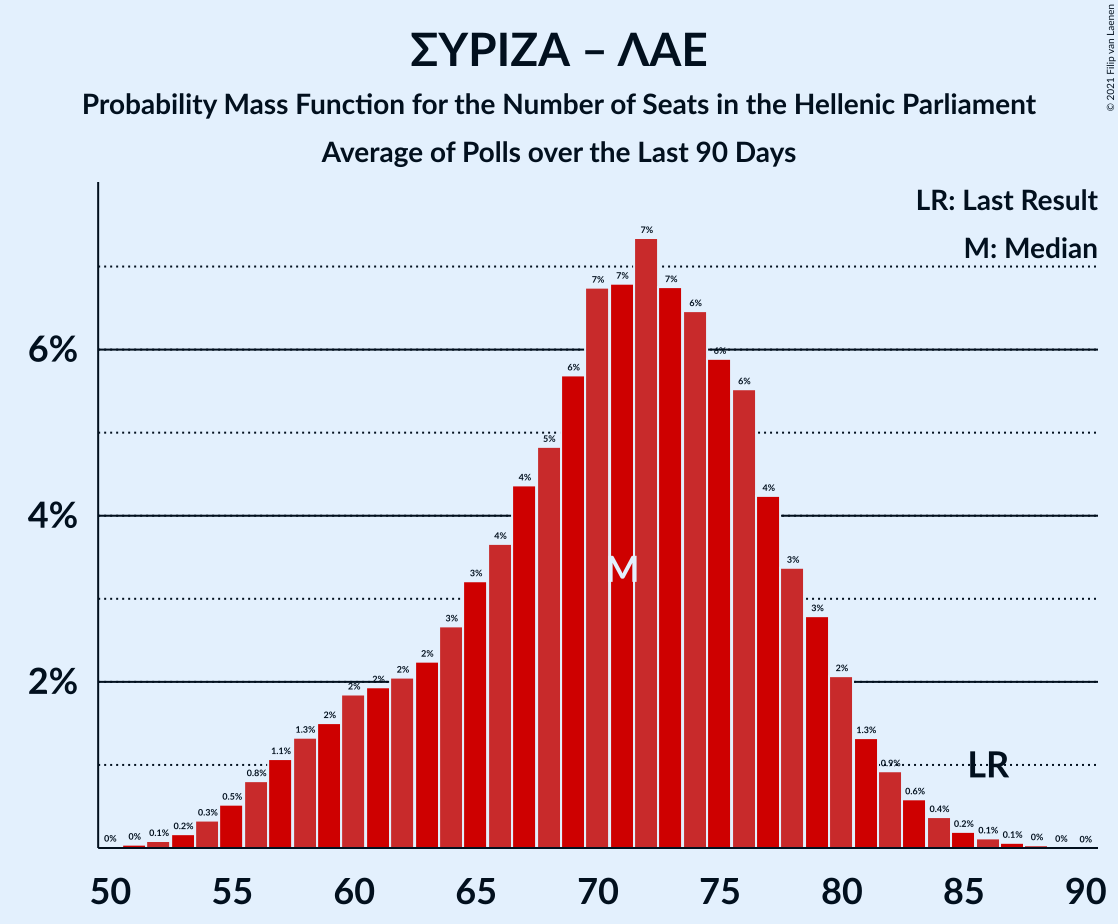 ΣΥΡΙΖΑ – ΛΑΕ
Probability Mass Function for the Number of Seats in the Hellenic Parliament
Average of Polls over the Last 90 Days
© 2021 Filip van Laenen
LR: Last Result
M: Median
6%
4%
2%
0% 0% 0.1% 0.2% 0.3% 0.5% 0.8% 1.1% 1.3% 2% 2% 2% 2% 2% 3% 3% 4% 4% 5% 6% 7% 7% 7% 7% 6% 6% 6% 4% 3% 3% 2% 1.3% 0.9% 0.6% 0.4% 0.2% 0.1% 0.1% 0% 0% 0%
M
LR
50 55 60 65 70 75 80 85 90